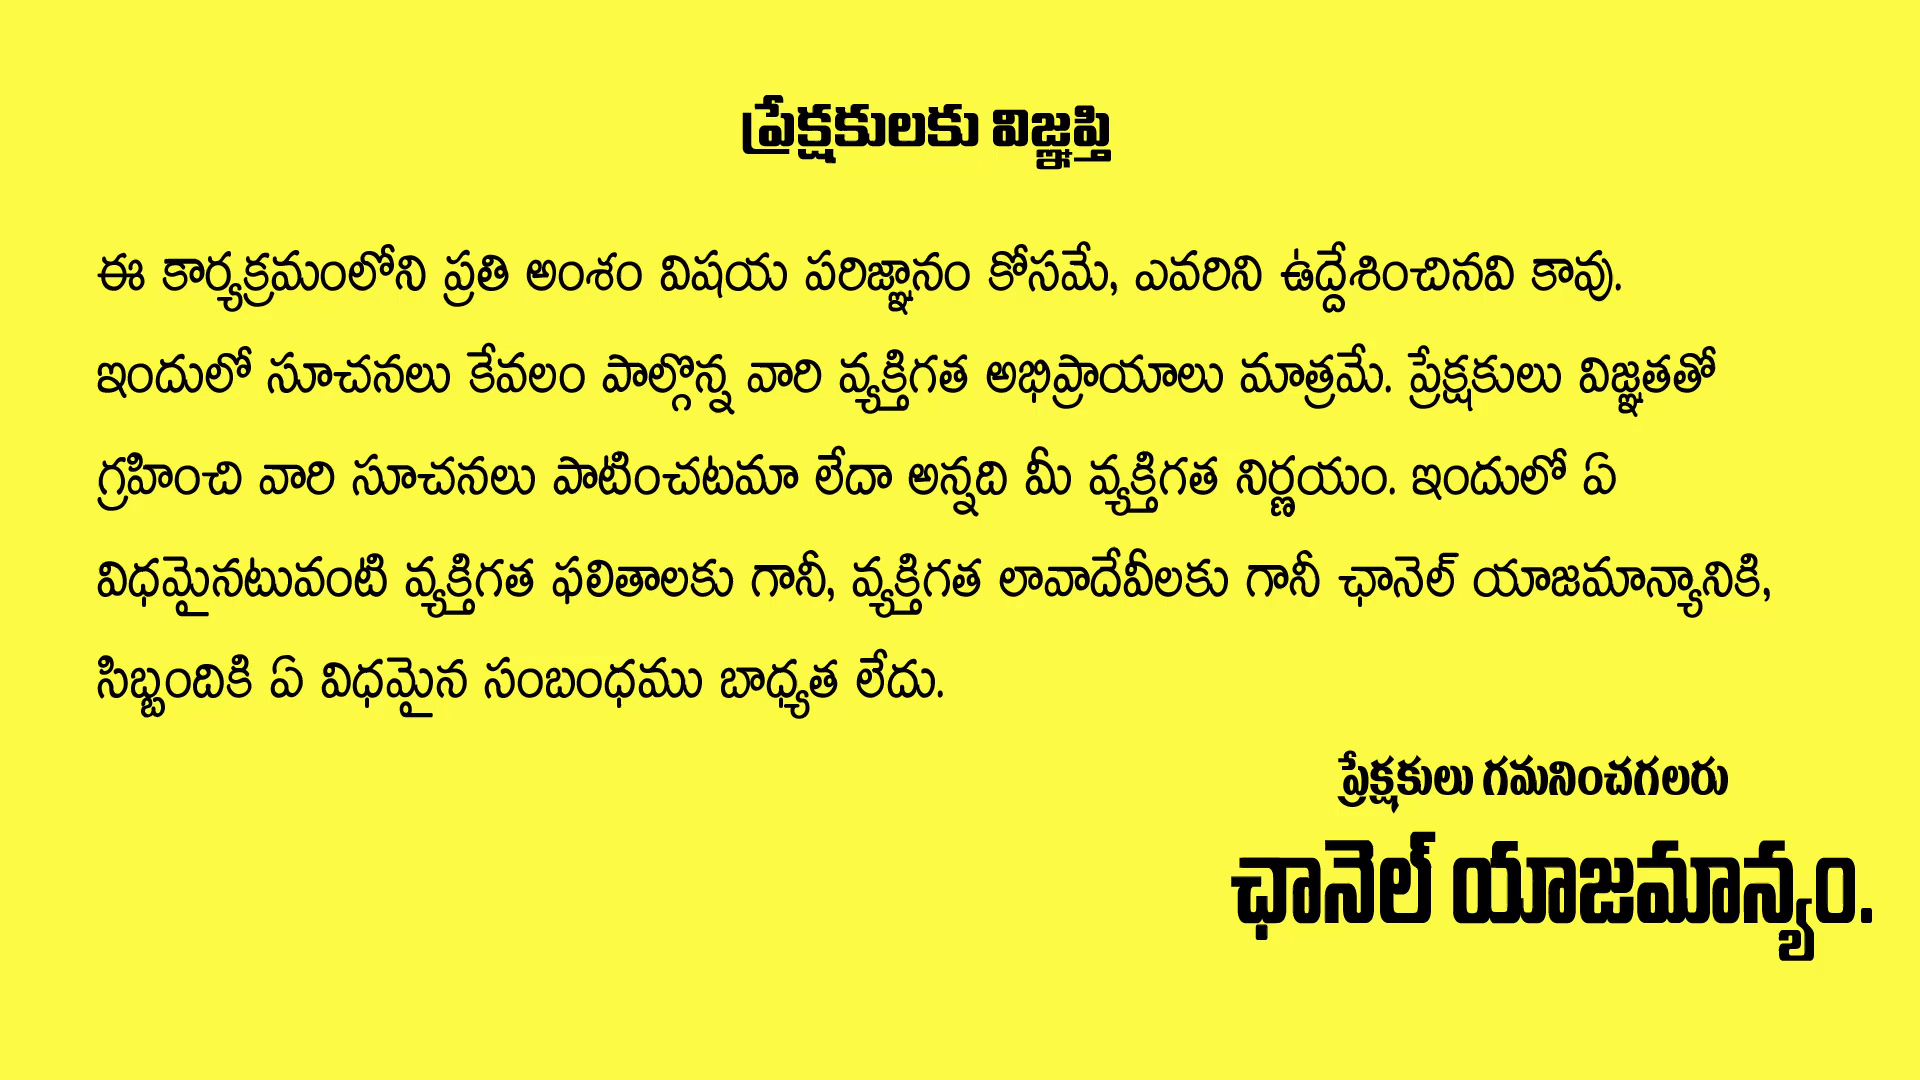 ప్రేక్షకులకు విజ్ఞప్తి
ఈ కార్యక్రమంలోని ప్రతి అంశం విషయ పరిజ్ఞానం కోసమే, ఎవరిని ఉద్దేశించినవి కావు.
ఇందులో సూచనలు కేవలం పాల్గొన్న వారి వ్యక్తిగత అభిప్రాయాలు మాత్రమే. ప్రేక్షకులు విజ్ఞతతో
గ్రహించి వారి సూచనలు పాటించటమా లేదా అన్నది మీ వ్యక్తిగత నిర్ణయం. ఇందులో ఏ
విధమైనటువంటి వ్యక్తిగత ఫలితాలకు గానీ, వ్యక్తిగత లావాదేవీలకు గానీ ఛానెల్ యాజమాన్యానికి,
సిబ్బందికి ఏ విధమైన సంబంధము బాధ్యత లేదు.
ప్రేక్షకులు గమనించగలరు
ఛానెల్ యాజమాన్యం.